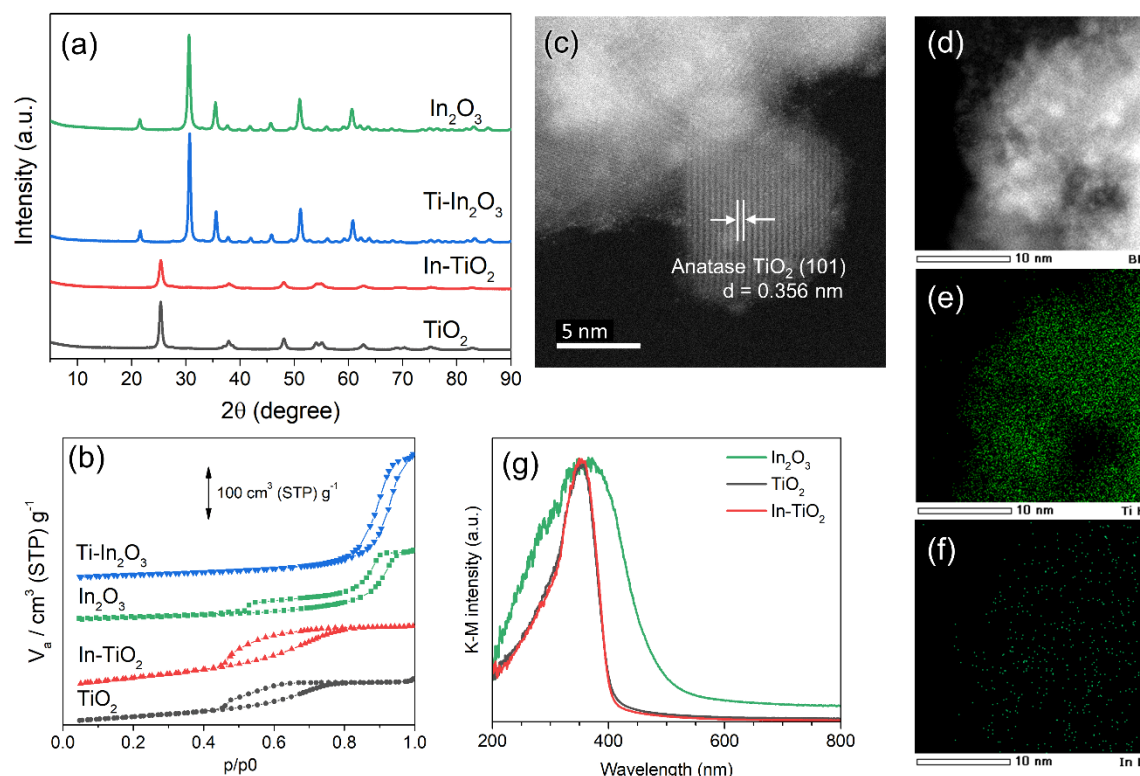 (a)
In₂O₃
Ti-In₂O₃
In-TiO₂
TiO₂
Intensity (a.u.)
5 10 20 30 40 50 60 70 80 90
2θ (degree)
(b)
100 cm³ (STP) g⁻¹
Ti-In₂O₃
In₂O₃
In-TiO₂
TiO₂
Vₐ / cm³ (STP) g⁻¹
0.0 0.2 0.4 0.6 0.8 1.0
p/p0
(c)
Anatase TiO₂ (101)
d = 0.356 nm
5 nm
(g)
In₂O₃
TiO₂
In-TiO₂
K-M intensity (a.u.)
200 400 600 800
Wavelength (nm)
(d)
10 nm
(e)
10 nm
Ti
(f)
10 nm
In